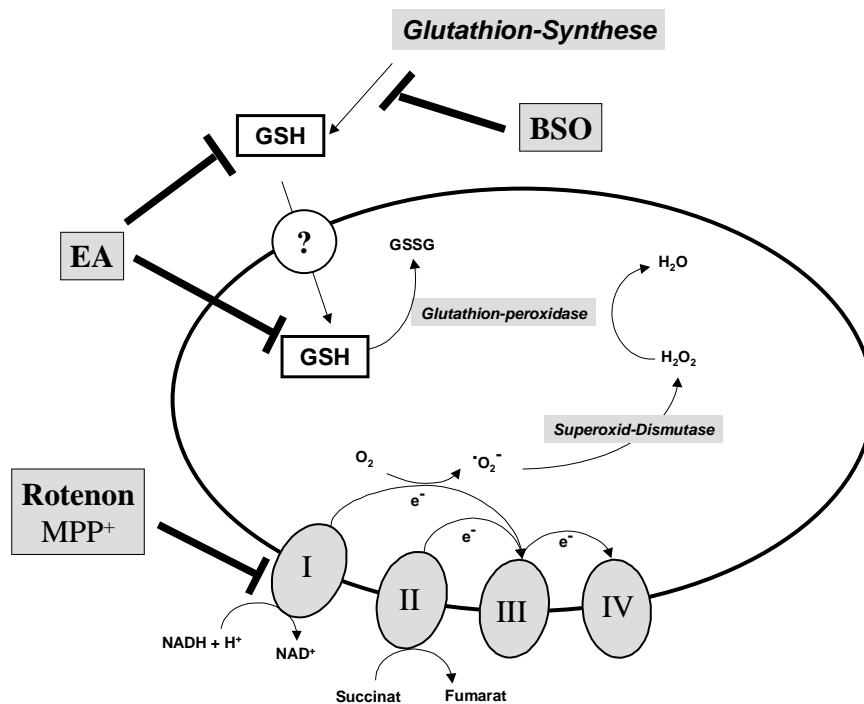 Glutathion-Synthese
BSO
GSH
EA
?
GSSG
H₂O
Glutathion-peroxidase
GSH
H₂O₂
Superoxid-Dismutase
O₂
·O₂⁻
Rotenon
MPP⁺
e⁻
e⁻
e⁻
I
II
III
IV
NADH + H⁺
NAD⁺
Succinat
Fumarat